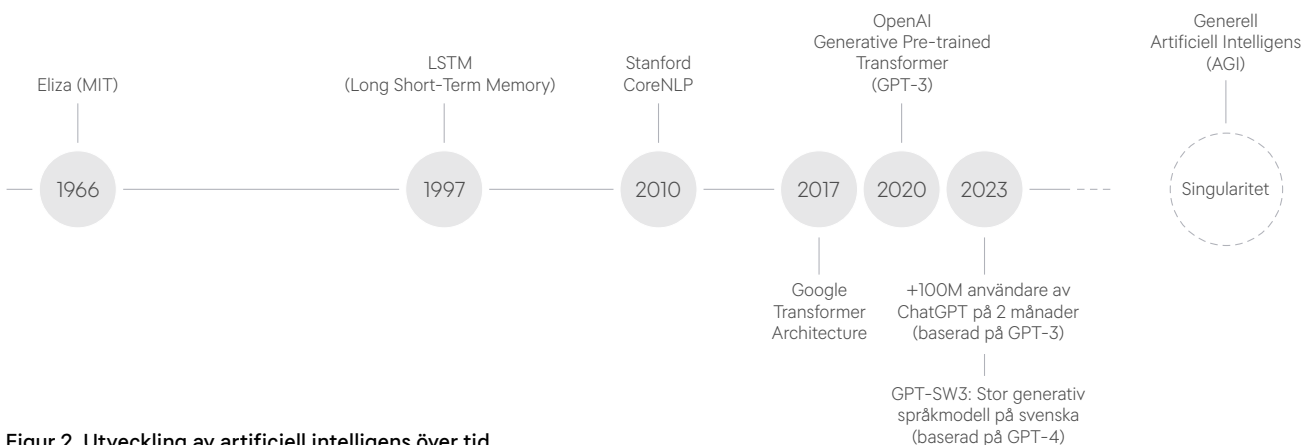 Eliza (MIT)
LSTM
(Long Short-Term Memory)
Stanford
CoreNLP
OpenAI
Generative Pre-trained
Transformer
(GPT-3)
Generell
Artificiell Intelligens
(AGI)
1966
1997
2010
2017
2020
2023
Singularitet
Google
Transformer
Architecture
+100M användare av
ChatGPT på 2 månader
(baserad på GPT-3)
GPT-SW3: Stor generativ
språkmodell på svenska
(baserad på GPT-4)
Figur 2. Utveckling av artificiell intelligens över tid